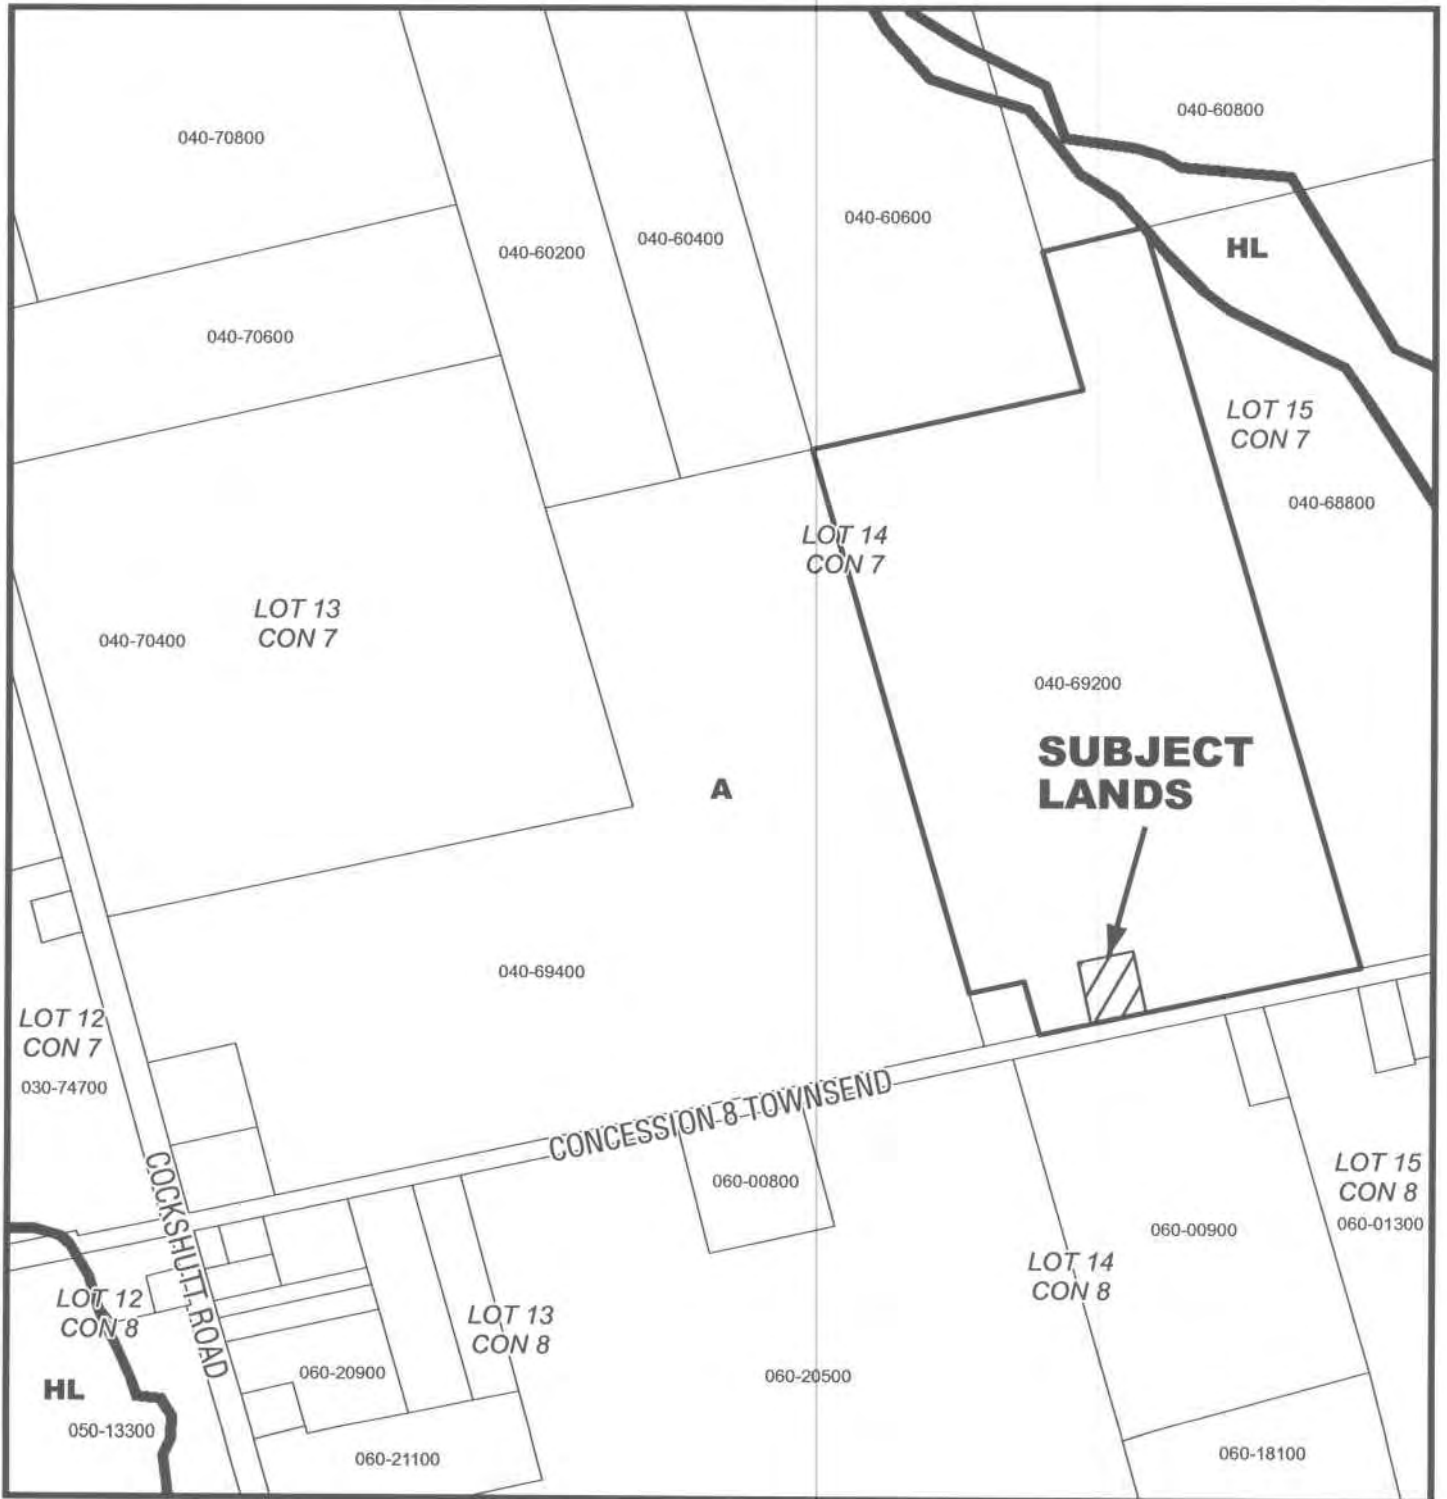 040-70800
040-60800
040-60600
040-60400
040-60200
HL
040-70600
LOT 15
CON 7
040-68800
LOT 14
CON 7
LOT 13
CON 7
040-70400
040-69200
SUBJECT
LANDS
A
040-69400
LOT 12
CON 7
030-74700
CONCESSION 8 TOWNSEND
COCKSHUTT ROAD
060-00800
LOT 15
CON 8
060-01300
060-00900
LOT 14
CON 8
LOT 12
CON 8
LOT 13
CON 8
060-20900
060-20500
HL
050-13300
060-21100
060-18100